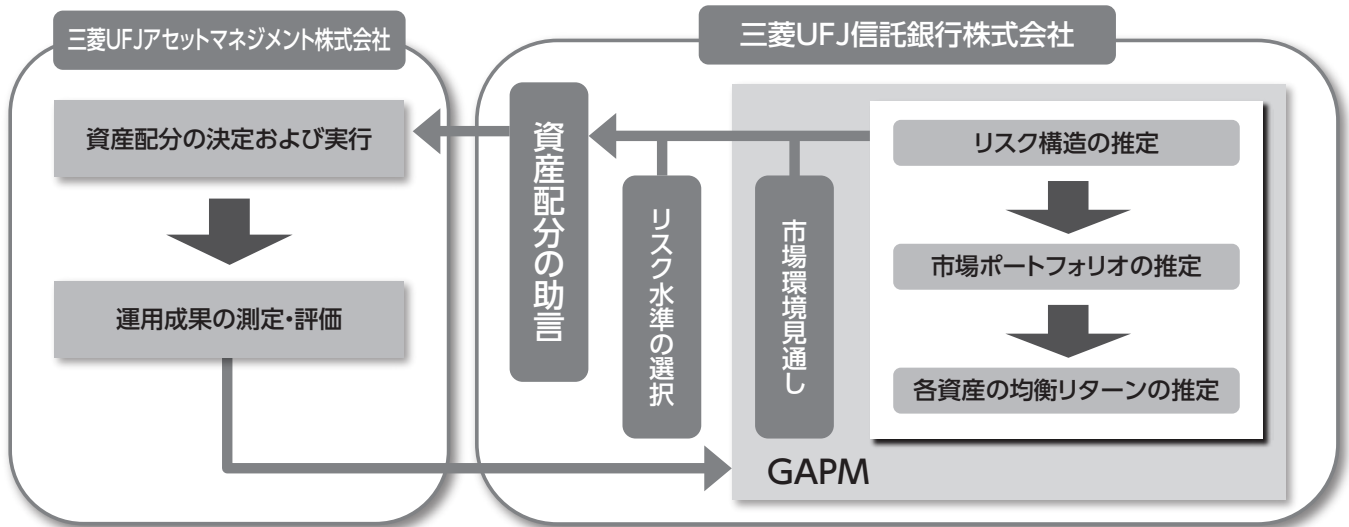 三菱UFJアセットマネジメント株式会社
資産配分の決定および実行
運用成果の測定・評価
三菱UFJ信託銀行株式会社
資産配分の助言
リスク水準の選択
市場環境見通し
リスク構造の推定
市場ポートフォリオの推定
各資産の均衡リターンの推定
GAPM